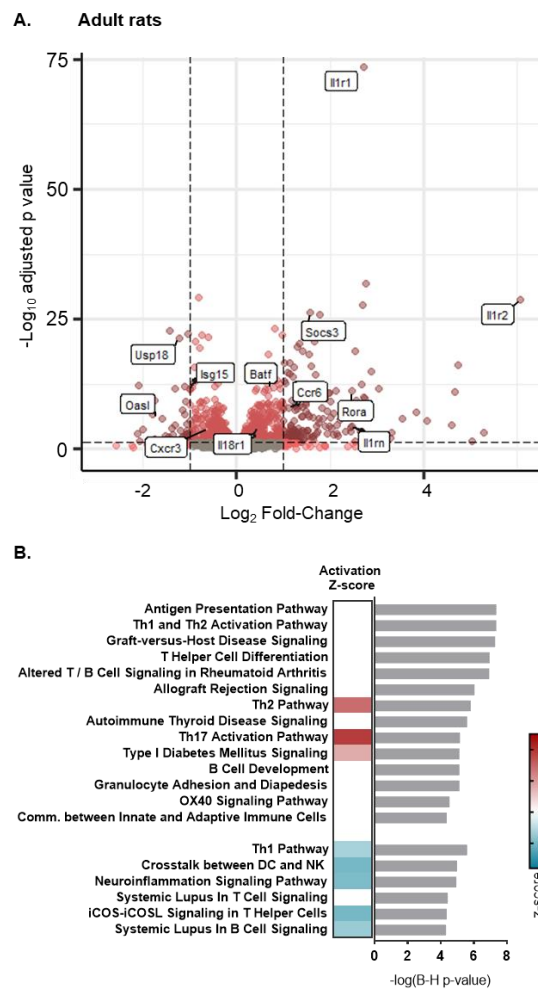 A. Adult rats
75
Il1r1
50
-Log10 adjusted p value
25
Il1r2
Socs3
Usp18
Isg15
Batf
Ccr6
Oasl
Rora
Cxcr3
Il18r1
Il1rn
0
-2 0 2 4 6
Log2 Fold-Change
B.
Activation
Z-score
Antigen Presentation Pathway
Th1 and Th2 Activation Pathway
Graft-versus-Host Disease Signaling
T Helper Cell Differentiation
Altered T / B Cell Signaling in Rheumatoid Arthritis
Allograft Rejection Signaling
Th2 Pathway
Autoimmune Thyroid Disease Signaling
Th17 Activation Pathway
Type I Diabetes Mellitus Signaling
B Cell Development
Granulocyte Adhesion and Diapedesis
OX40 Signaling Pathway
Comm. between Innate and Adaptive Immune Cells
Th1 Pathway
Crosstalk between DC and NK
Neuroinflammation Signaling Pathway
Systemic Lupus In T Cell Signaling
iCOS-iCOSL Signaling in T Helper Cells
Systemic Lupus In B Cell Signaling
z-score
0 2 4 6 8
-log(B-H p-value)